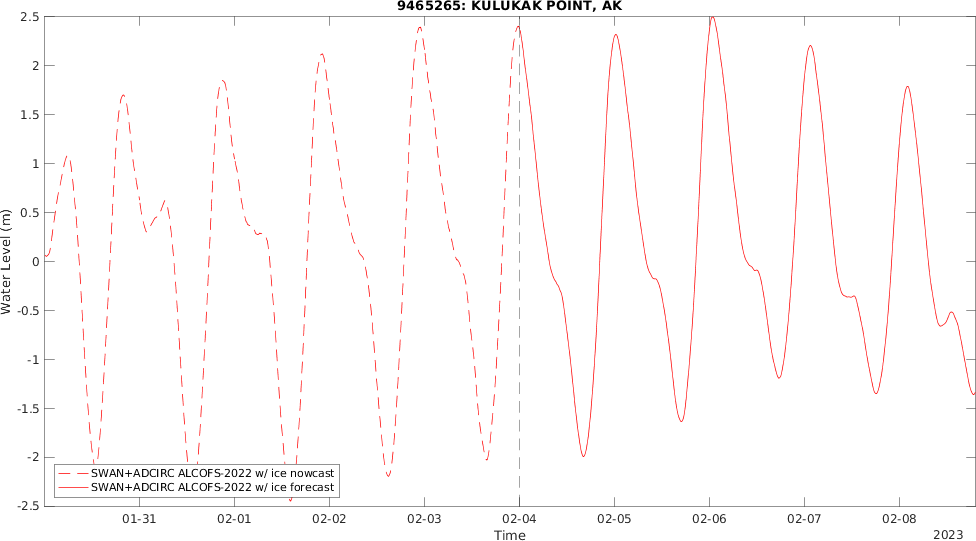 9465265: KULUKAK POINT, AK
2.5
2
1.5
1
0.5
0
-0.5
-1
-1.5
-2
-2.5
Water Level (m)
SWAN+ADCIRC ALCOFS-2022 w/ ice nowcast
SWAN+ADCIRC ALCOFS-2022 w/ ice forecast
01-31 02-01 02-02 02-03 02-04 02-05 02-06 02-07 02-08
Time
2023